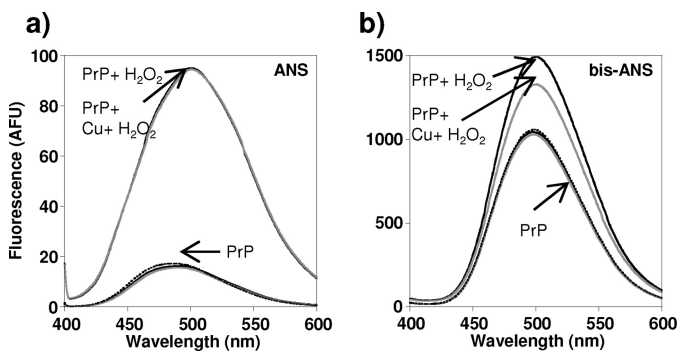 a)
b)
100
80
60
40
20
0
Fluorescence (AFU)
ANS
PrP+ H₂O₂
PrP+
Cu+ H₂O₂
PrP
400 450 500 550 600
Wavelength (nm)
1500
1000
500
0
bis-ANS
PrP+ H₂O₂
PrP+
Cu+ H₂O₂
PrP
400 450 500 550 600
Wavelength (nm)